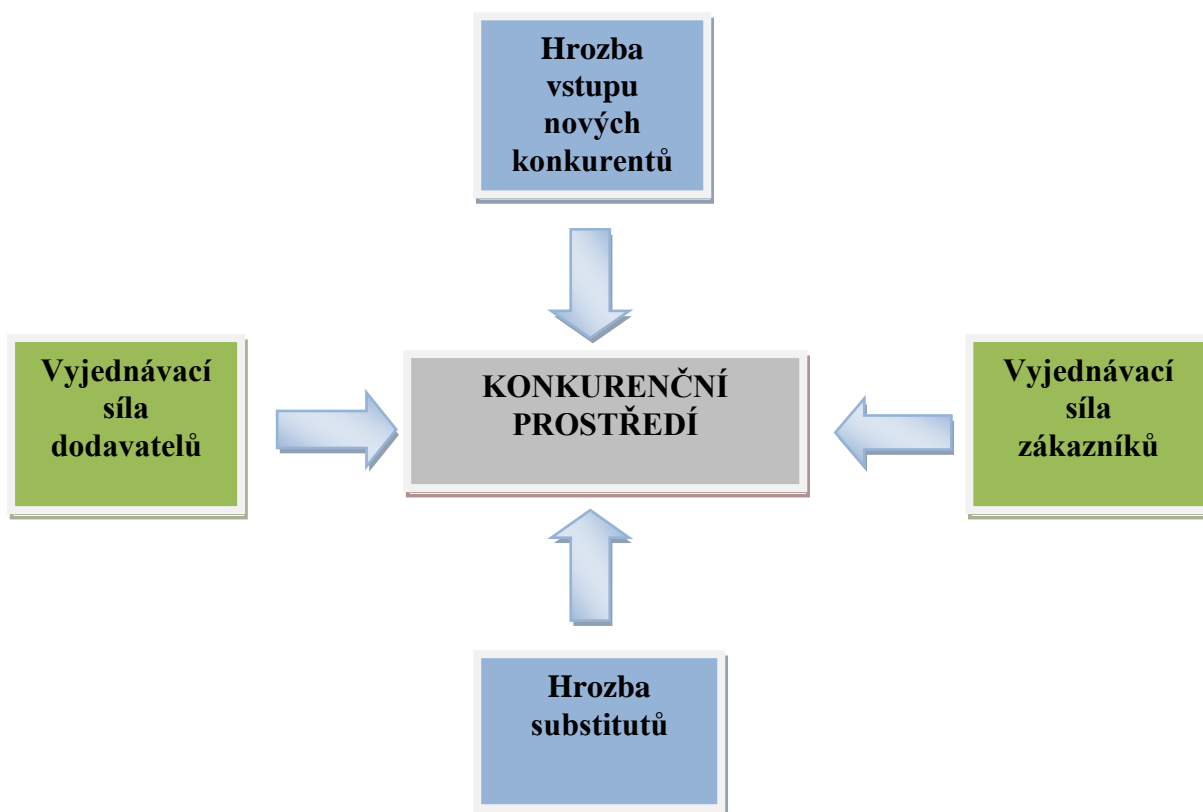 Hrozba
vstupu
nových
konkurentů
Vyjednávací
síla
dodavatelů
KONKURENČNÍ
PROSTŘEDÍ
Vyjednávací
síla
zákazníků
Hrozba
substitutů